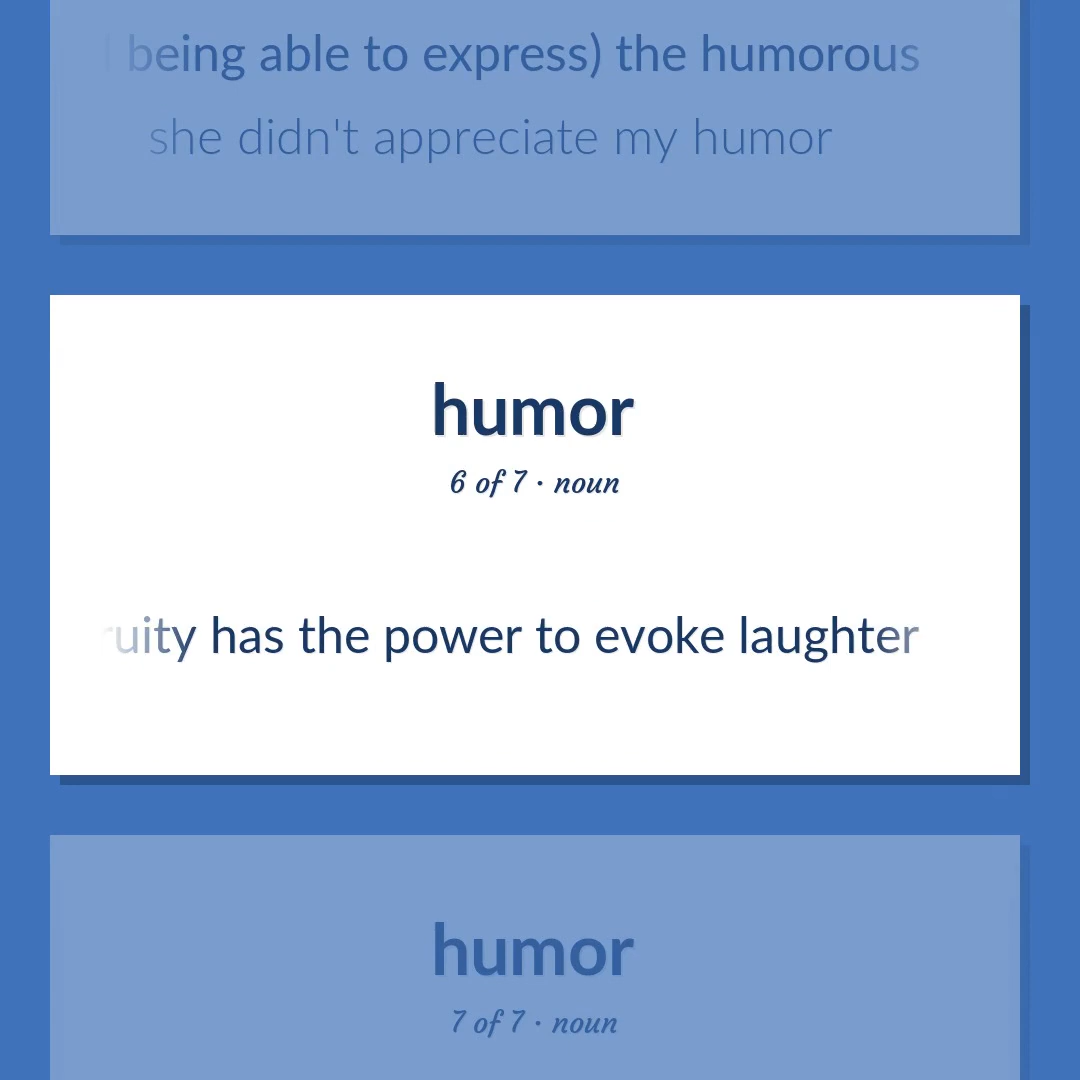 being able to express) the humorous
she didn't appreciate my humor
humor
6 of 7 · noun
has the power to evoke laughter
humor
7 of 7 · noun